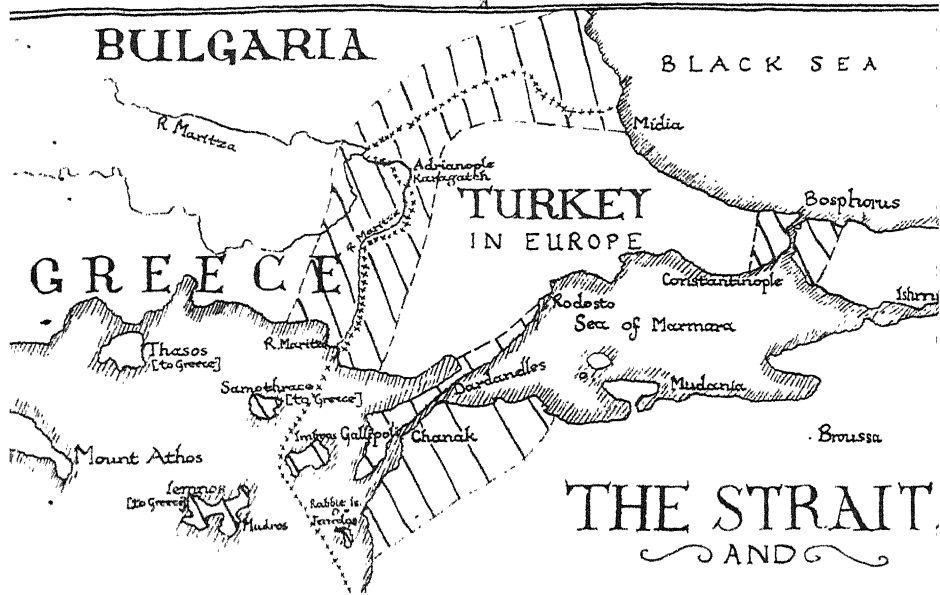 BULGARIA
BLACK SEA
R. Maritza
Midia
Adrianople
Karagatch
TURKEY
IN EUROPE
Bosphorus
R. Maritza
GREECE
Constantinople
Rodosto
Sea of Marmara
R. Maritza
Thasos
[to Greece]
Samothrace
[to Greece]
Dardanelles
Mudania
Imbros
Gallipoli
Chanak
Broussa
Mount Athos
Lemnos
[to Greece]
Mudros
Rabbit Is.
Tenedos
THE STRAIT
AND